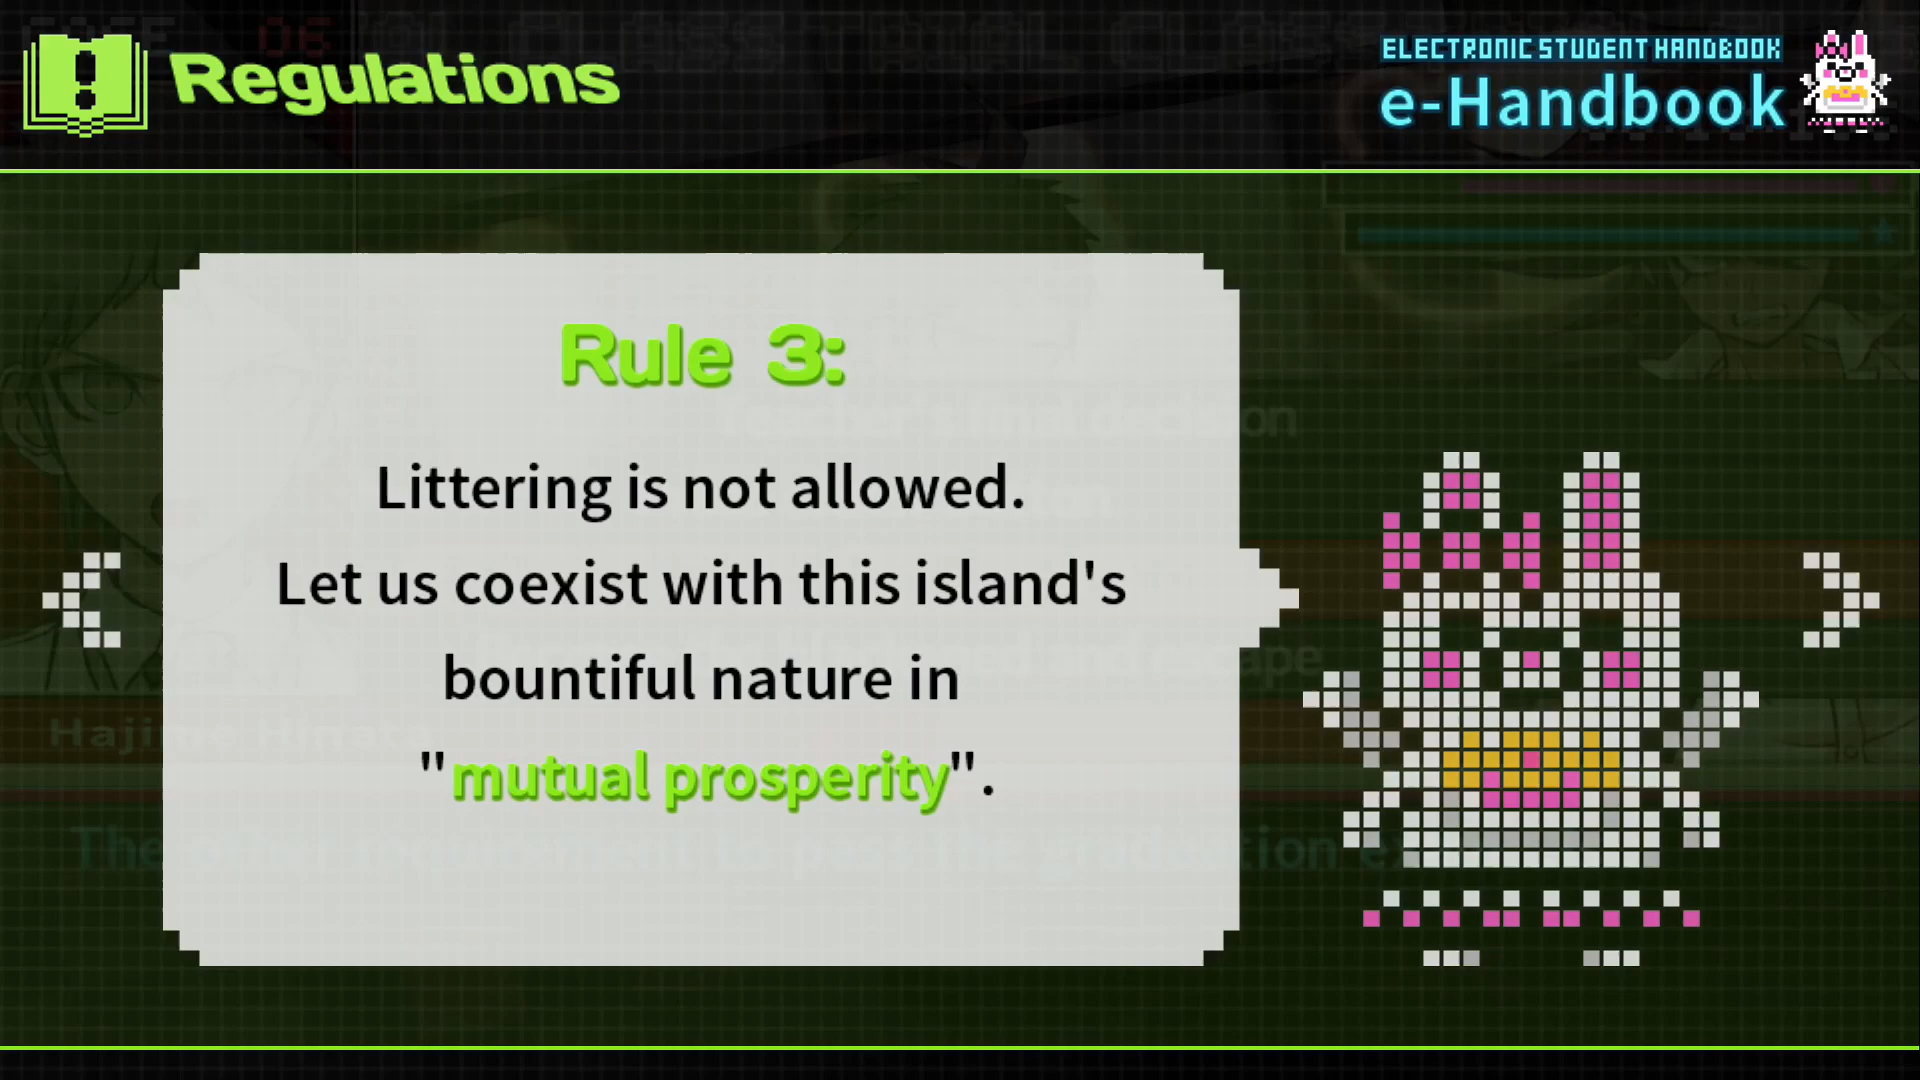 Regulations
ELECTRONIC STUDENT HANDBOOK
e-Handbook
Rule 3:
Littering is not allowed.
Let us coexist with this island's
bountiful nature in
"mutual prosperity".